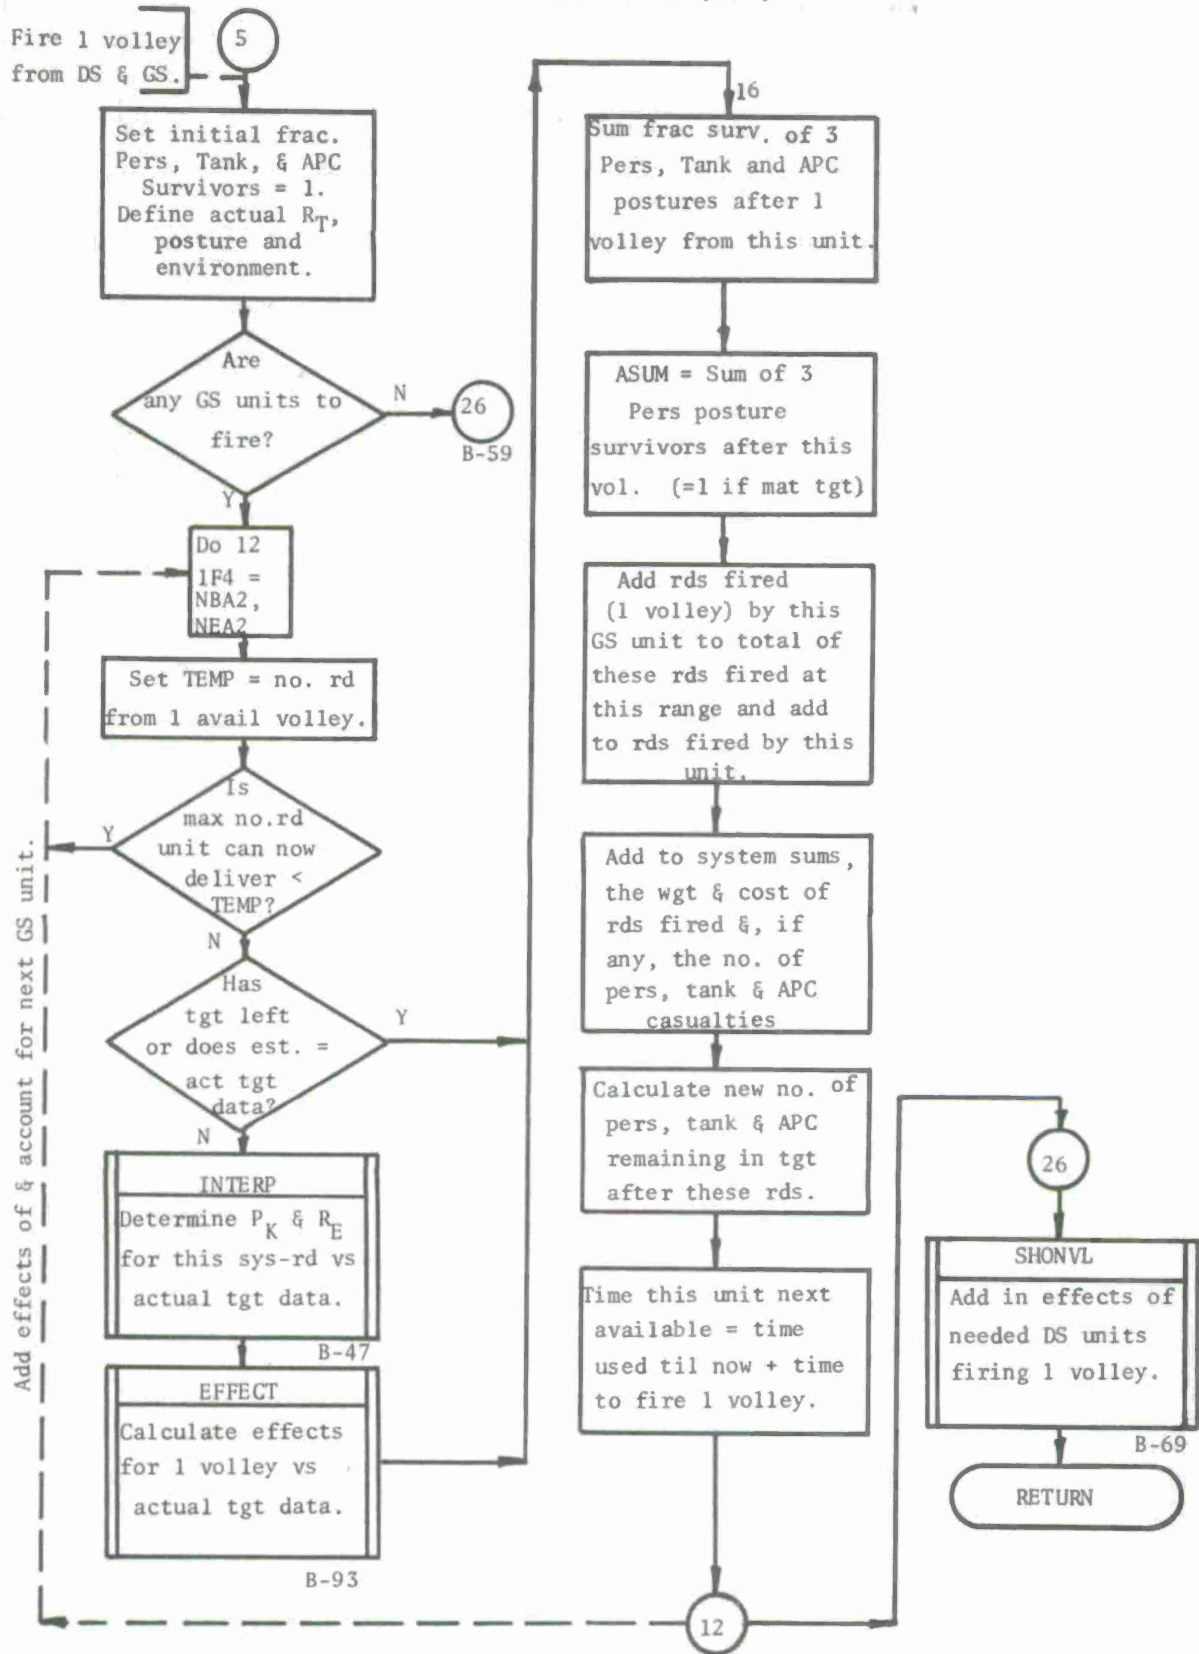 Fire 1 volley
from DS & GS.
5
Set initial frac.
Pers, Tank, & APC
Survivors = 1.
Define actual R_T,
posture and
environment.
Are
any GS units to
fire?
N
26
B-59
Y
Do 12
1F4 =
NBA2,
NEA2
Set TEMP = no. rd
from 1 avail volley.
Is
max no.rd
unit can now
deliver <
TEMP?
Y
N
Has
tgt left
or does est. =
act tgt
data?
Y
N
INTERP
Determine P_K & R_E
for this sys-rd vs
actual tgt data.
B-47
EFFECT
Calculate effects
for 1 volley vs
actual tgt data.
B-93
Add effects of & account for next GS unit.
16
Sum frac surv. of 3
Pers, Tank and APC
postures after 1
volley from this unit.
ASUM = Sum of 3
Pers posture
survivors after this
vol. (=1 if mat tgt)
Add rds fired
(1 volley) by this
GS unit to total of
these rds fired at
this range and add
to rds fired by this
unit.
Add to system sums,
the wgt & cost of
rds fired &, if
any, the no. of
pers, tank & APC
casualties
Calculate new no. of
pers, tank & APC
remaining in tgt
after these rds.
Time this unit next
available = time
used til now + time
to fire 1 volley.
12
26
SHONVL
Add in effects of
needed DS units
firing 1 volley.
B-69
RETURN